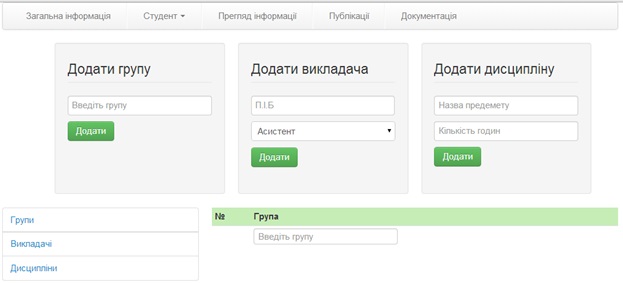 Загальна інформація Студент Прегляд інформації Публікації Документація
Додати групу
Введіть групу
Додати
Додати викладача
П.І.Б
Асистент
Додати
Додати дисципліну
Назва предемету
Кількість годин
Додати
Групи
Викладачі
Дисципліни
№ Група
Введіть групу